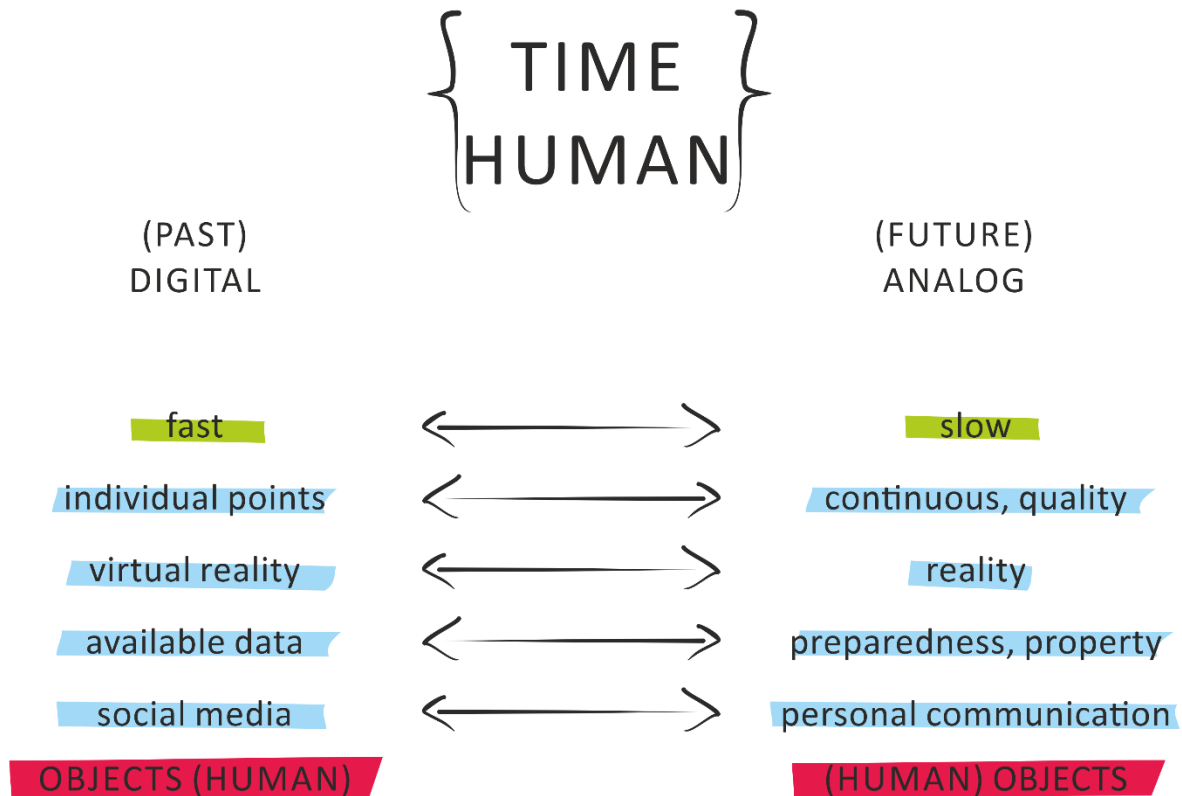 TIME
HUMAN
(PAST)
DIGITAL
(FUTURE)
ANALOG
fast
slow
individual points
continuous, quality
virtual reality
reality
available data
preparedness, property
social media
personal communication
OBJECTS (HUMAN)
(HUMAN) OBJECTS